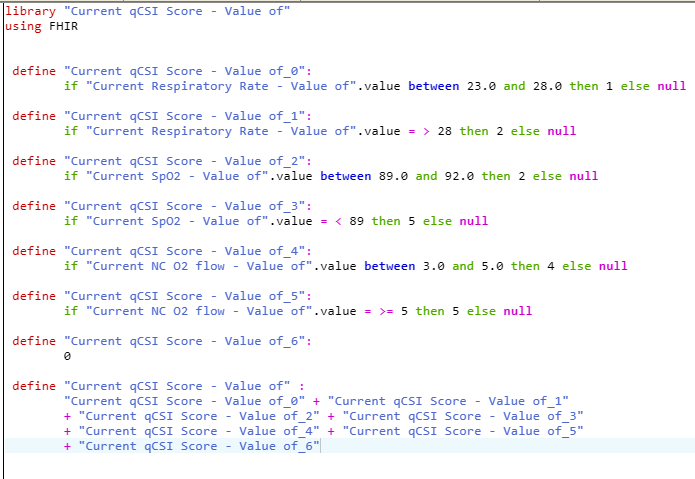 library "Current qCSI Score - Value of"
using FHIR
define "Current qCSI Score - Value of_0":
if "Current Respiratory Rate - Value of".value between 23.0 and 28.0 then 1 else null
define "Current qCSI Score - Value of_1":
if "Current Respiratory Rate - Value of".value = > 28 then 2 else null
define "Current qCSI Score - Value of_2":
if "Current SpO2 - Value of".value between 89.0 and 92.0 then 2 else null
define "Current qCSI Score - Value of_3":
if "Current SpO2 - Value of".value = < 89 then 5 else null
define "Current qCSI Score - Value of_4":
if "Current NC O2 flow - Value of".value between 3.0 and 5.0 then 4 else null
define "Current qCSI Score - Value of_5":
if "Current NC O2 flow - Value of".value = >= 5 then 5 else null
define "Current qCSI Score - Value of_6":
0
define "Current qCSI Score - Value of" :
"Current qCSI Score - Value of_0" + "Current qCSI Score - Value of_1"
+ "Current qCSI Score - Value of_2" + "Current qCSI Score - Value of_3"
+ "Current qCSI Score - Value of_4" + "Current qCSI Score - Value of_5"
+ "Current qCSI Score - Value of_6"